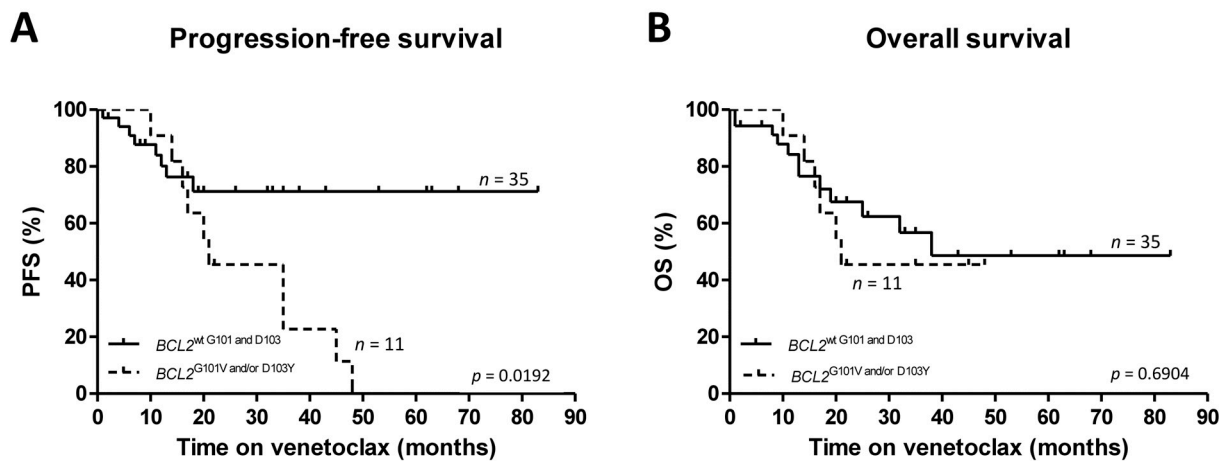 A Progression-free survival
100
80
60
40
20
0
PFS (%)
n = 35
n = 11
BCL2wt G101 and D103
BCL2G101V and/or D103Y
p = 0.0192
0 10 20 30 40 50 60 70 80 90
Time on venetoclax (months)
B Overall survival
100
80
60
40
20
0
OS (%)
n = 35
n = 11
BCL2wt G101 and D103
BCL2G101V and/or D103Y
p = 0.6904
0 10 20 30 40 50 60 70 80 90
Time on venetoclax (months)